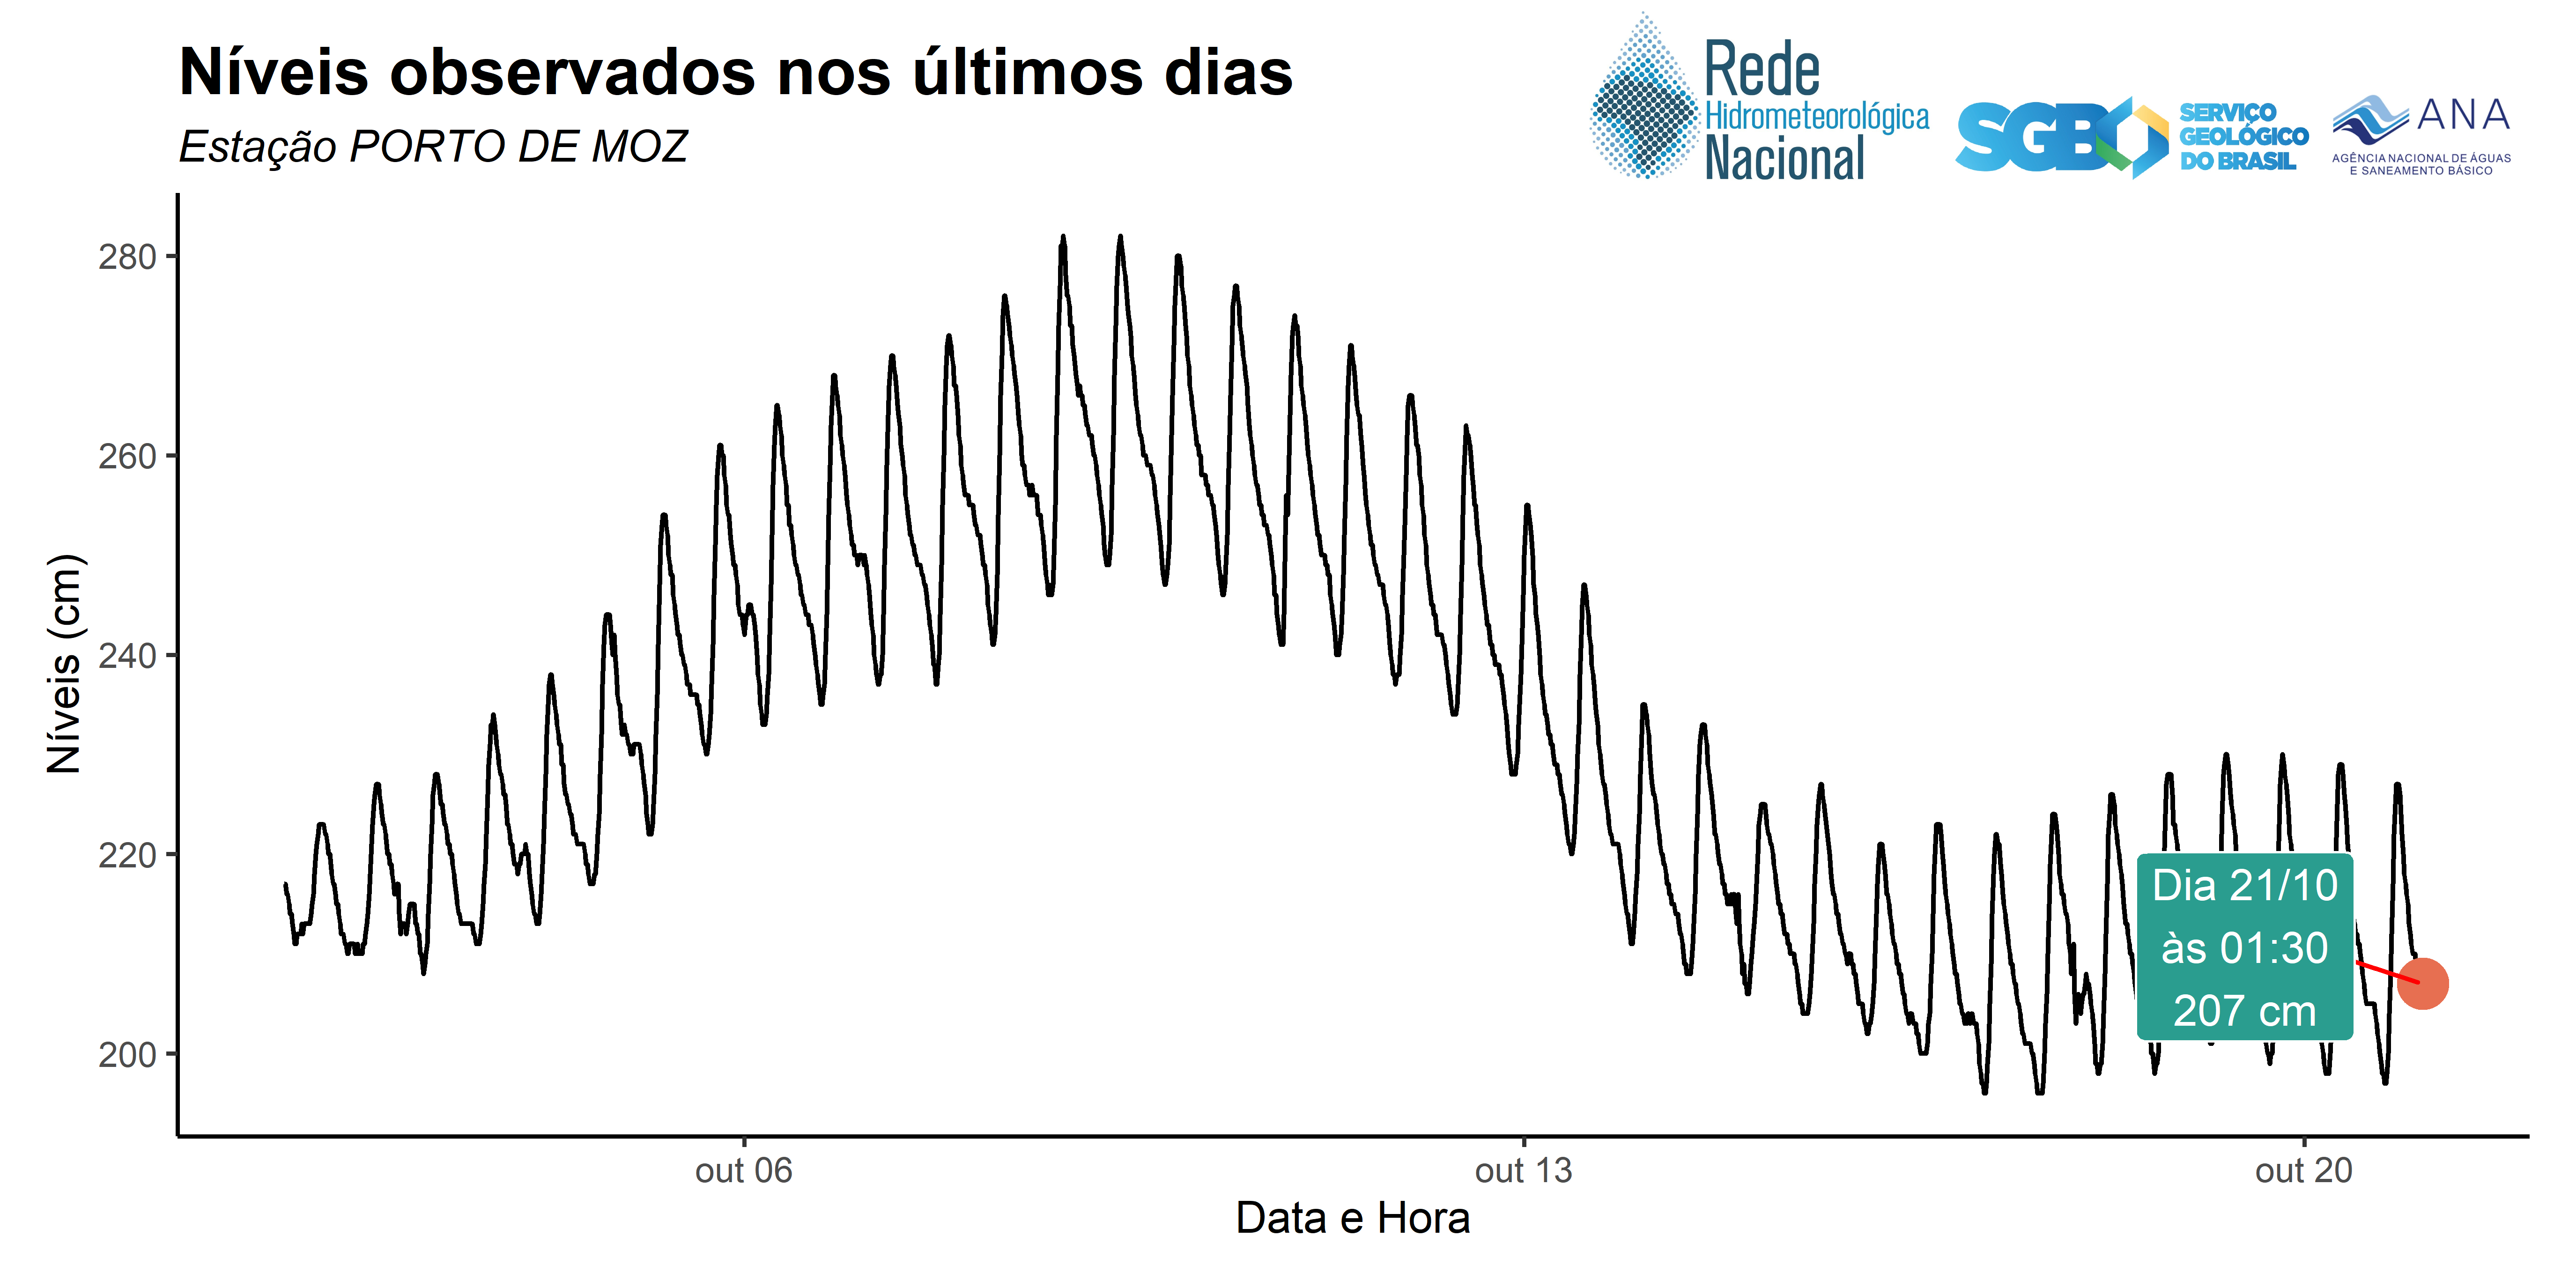 Níveis observados nos últimos dias
Estação PORTO DE MOZ
Rede
Hidrometeorológica
Nacional
SGB
SERVIÇO
GEOLÓGICO
DO BRASIL
ANA
AGÊNCIA NACIONAL DE ÁGUAS
E SANEAMENTO BÁSICO
Níveis (cm)
280
260
240
220
200
Dia 21/10
às 01:30
207 cm
out 06
out 13
out 20
Data e Hora